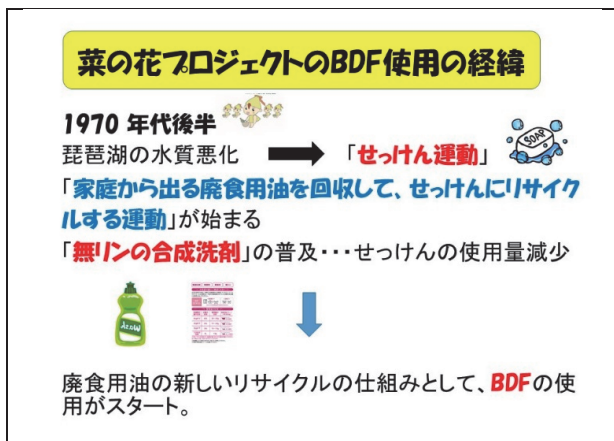 菜の花プロジェクトのBDF使用の経緯
1970 年代後半
琵琶湖の水質悪化 「せっけん運動」
SOAP
「家庭から出る廃食用油を回収して、せっけんにリサイク
ルする運動」が始まる
「無リンの合成洗剤」の普及・・・せっけんの使用量減少
廃食用油の新しいリサイクルの仕組みとして、BDFの使
用がスタート。